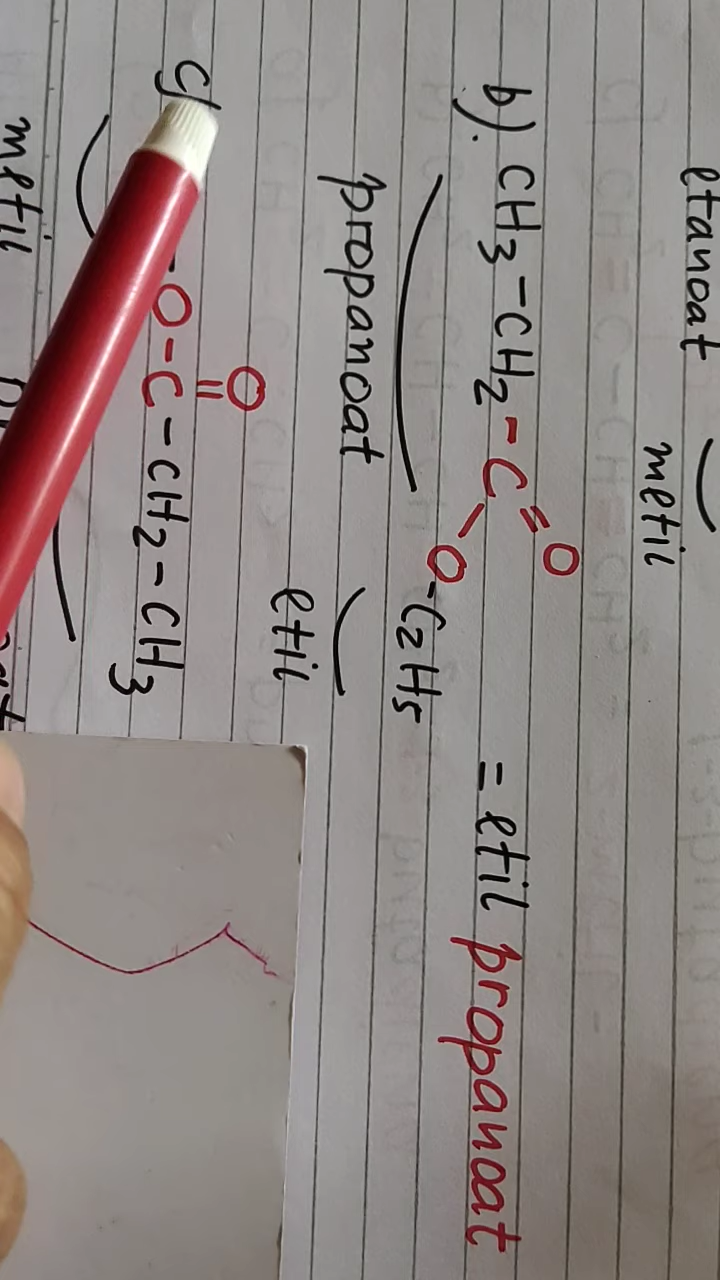 etanoat metil
b). CH3-CH2-C=O
-O-C2H5 = etil propanoat
propanoat etil
O
||
-O-C-CH2-CH3
metil